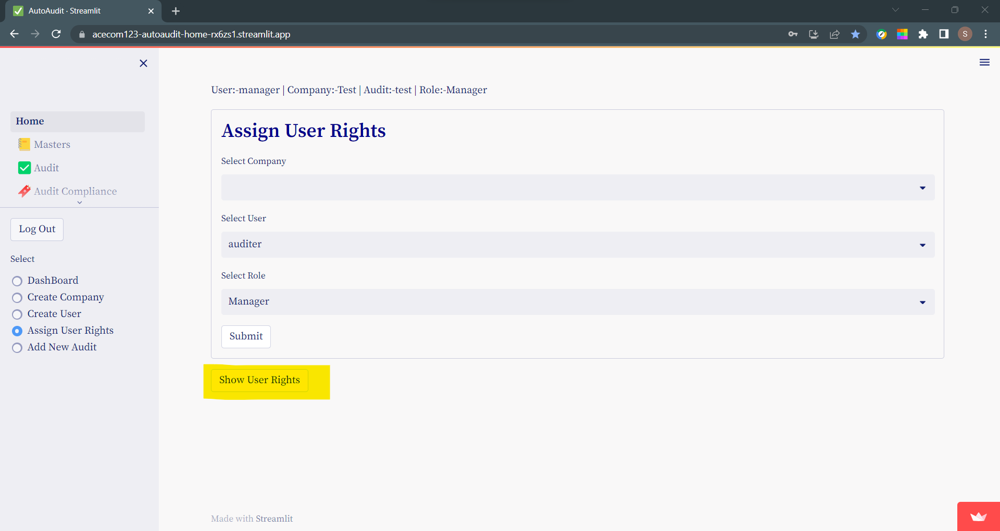 AutoAudit · Streamlit
acecom123-autoaudit-home-rx6zs1.streamlit.app
S
User:-manager | Company:-Test | Audit:-test | Role:-Manager
Home
Masters
Audit
Audit Compliance
Log Out
Select
DashBoard
Create Company
Create User
Assign User Rights
Add New Audit
Assign User Rights
Select Company
Select User
auditer
Select Role
Manager
Submit
Show User Rights
Made with Streamlit